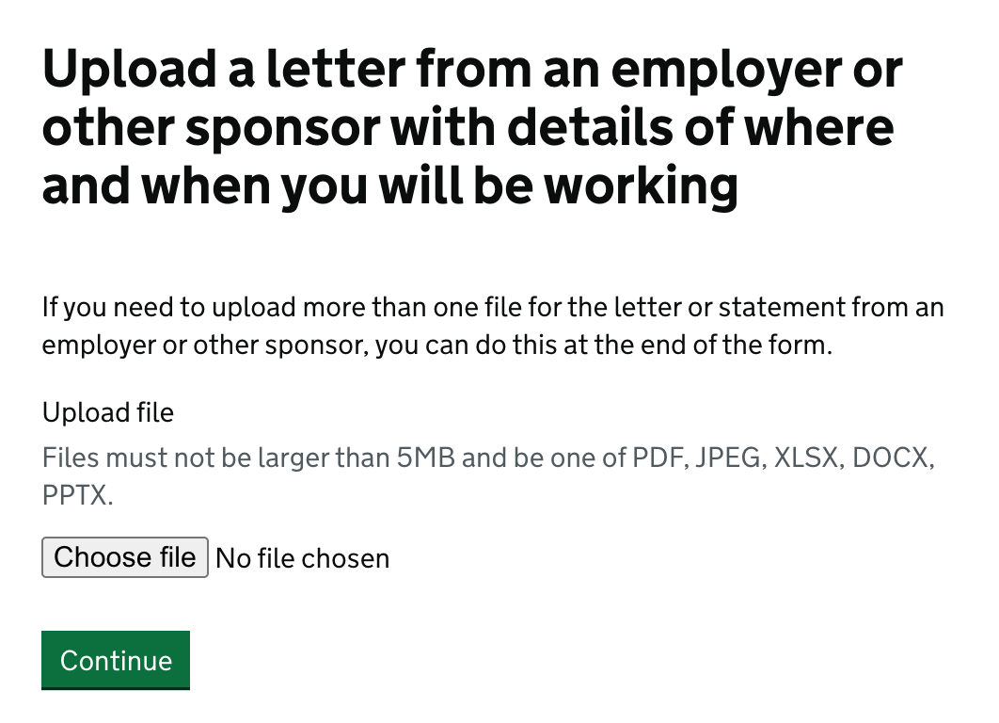 Upload a letter from an employer or
other sponsor with details of where
and when you will be working
If you need to upload more than one file for the letter or statement from an
employer or other sponsor, you can do this at the end of the form.
Upload file
Files must not be larger than 5MB and be one of PDF, JPEG, XLSX, DOCX,
PPTX.
Choose file No file chosen
Continue